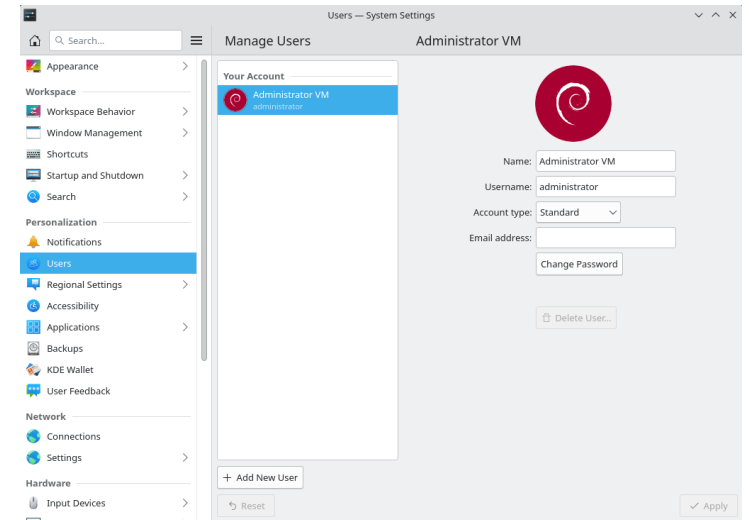 Users — System Settings
Search...
Manage Users
Administrator VM
Appearance
Workspace
Workspace Behavior
Window Management
Shortcuts
Startup and Shutdown
Search
Personalization
Notifications
Users
Regional Settings
Accessibility
Applications
Backups
KDE Wallet
User Feedback
Network
Connections
Settings
Hardware
Input Devices
Your Account
Administrator VM
administrator
+ Add New User
Reset
Name: Administrator VM
Username: administrator
Account type: Standard
Email address:
Change Password
Delete User...
Apply